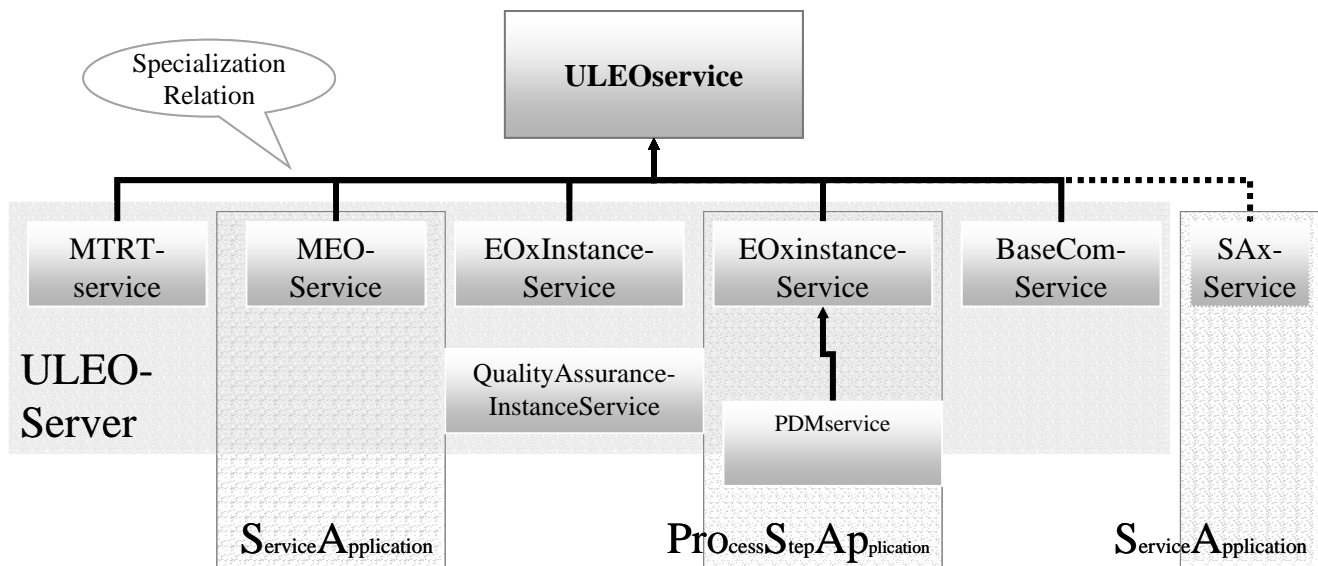 Specialization
Relation
ULEOservice
MTRT-
service
MEO-
Service
EOxInstance-
Service
EOxinstance-
Service
BaseCom-
Service
SAx-
Service
ULEO-
Server
QualityAssurance-
InstanceService
PDMservice
ServiceApplication
ProcessStepApplication
ServiceApplication